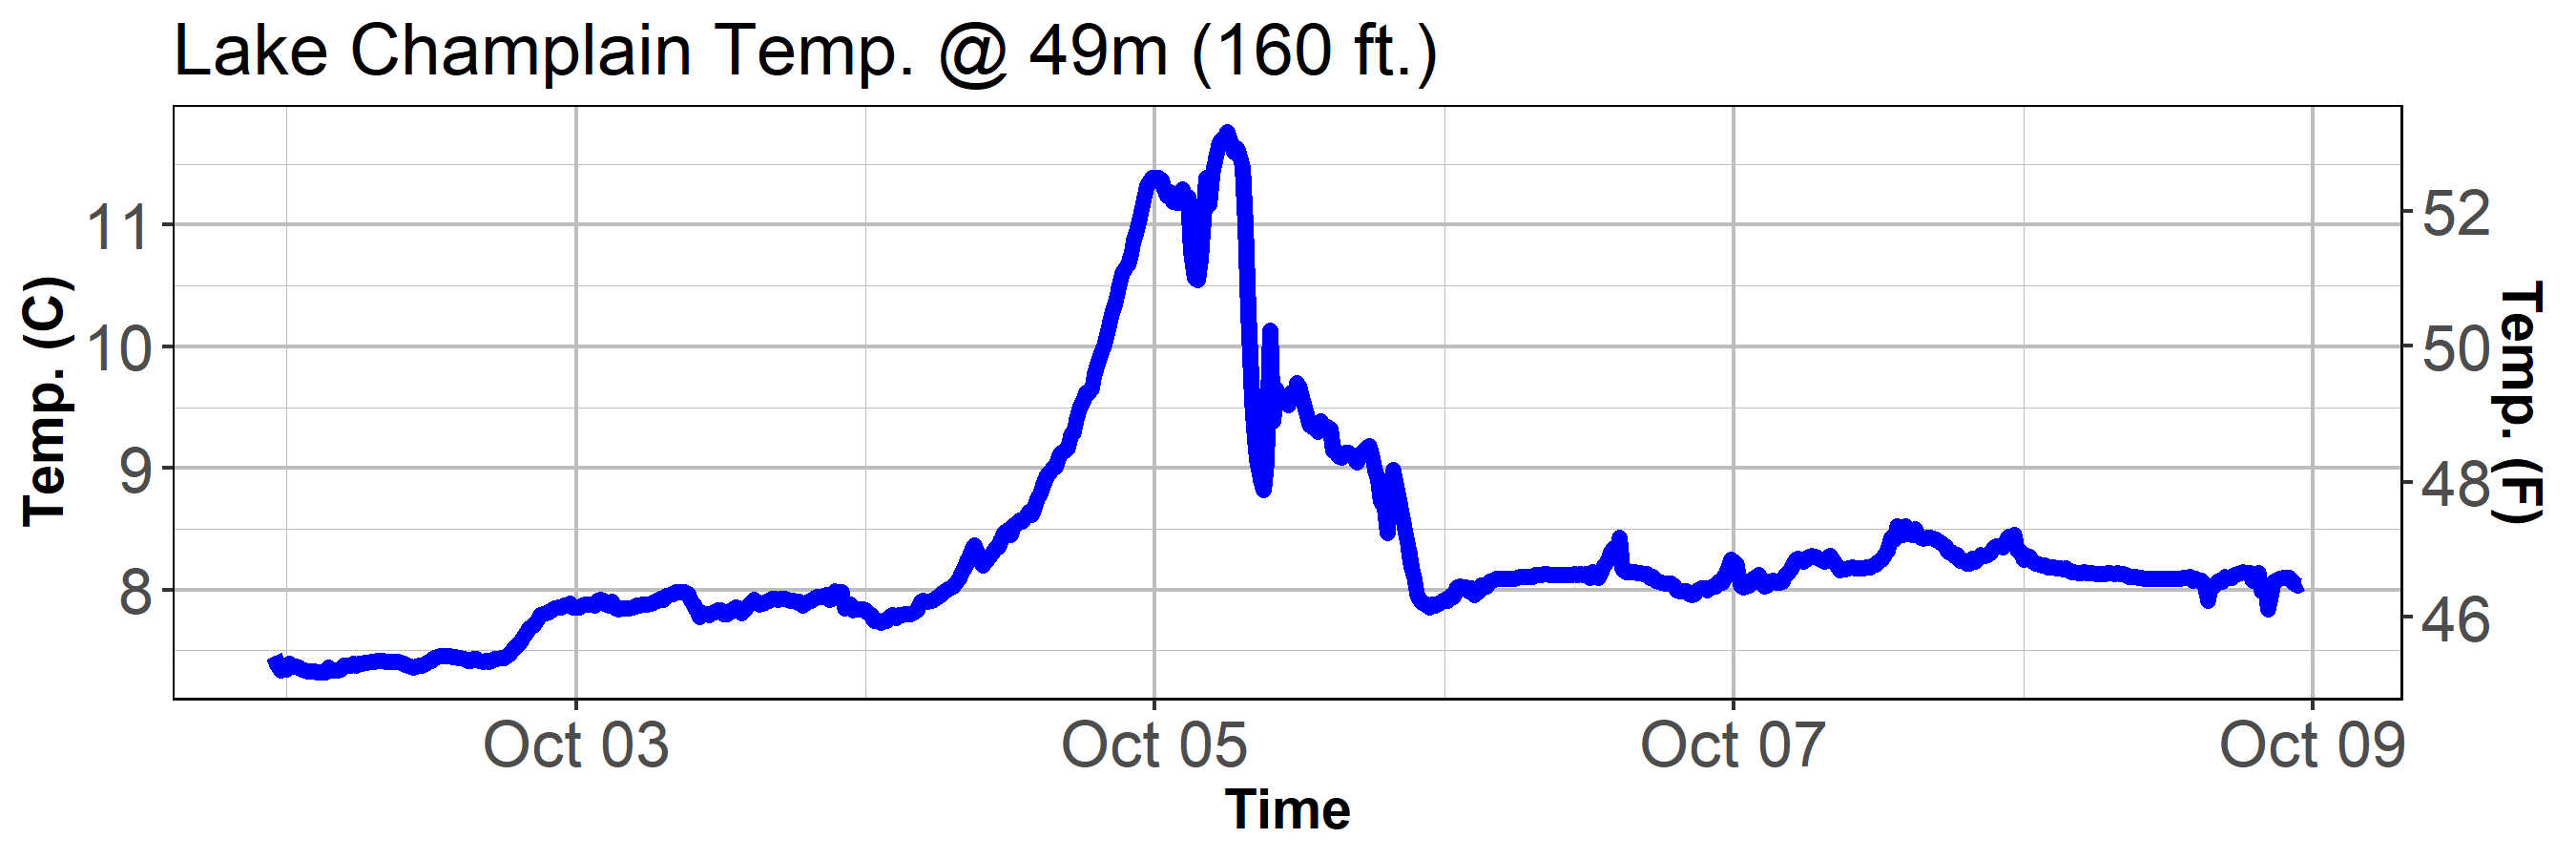 Lake Champlain Temp. @ 49m (160 ft.)
Temp. (C)
11
10
9
8
52
50
48
46
Temp. (F)
Oct 03
Oct 05
Oct 07
Oct 09
Time